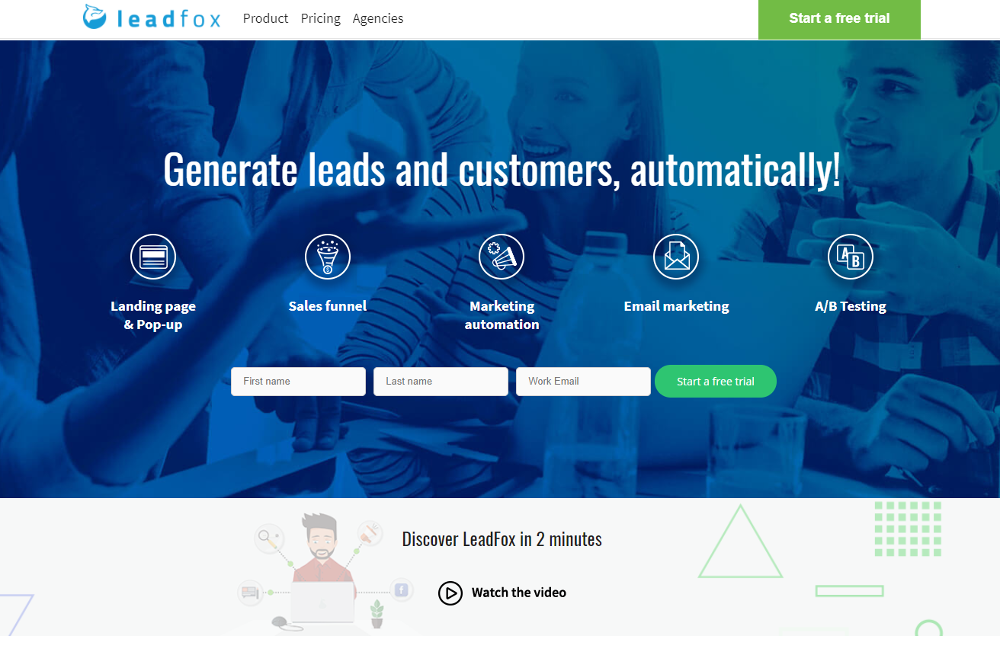 leadfox
Product
Pricing
Agencies
Start a free trial
Generate leads and customers, automatically!
Landing page
& Pop-up
Sales funnel
Marketing
automation
Email marketing
A/B Testing
A
B
$
First name
Last name
Work Email
Start a free trial
Discover LeadFox in 2 minutes
f
Watch the video